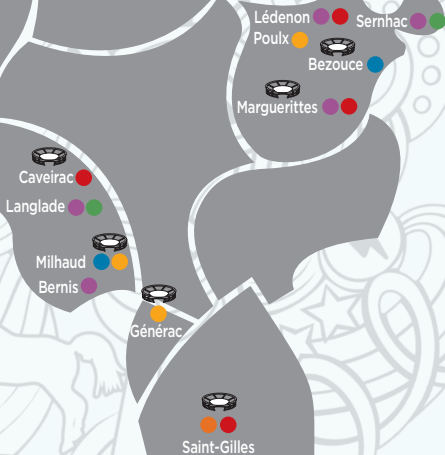 Lédenon
Sernhac
Poulx
Bezouce
Marguerittes
Caveirac
Langlade
Milhaud
Bernis
Générac
Saint-Gilles